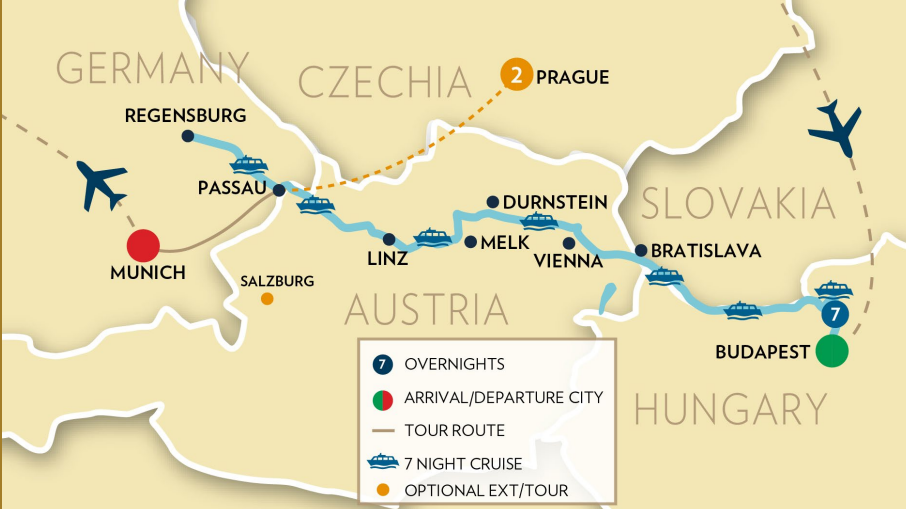 GERMANY
CZECHIA
2 PRAGUE
REGENSBURG
PASSAU
DURNSTEIN
SLOVAKIA
LINZ
MELK
VIENNA
BRATISLAVA
MUNICH
SALZBURG
AUSTRIA
7
BUDAPEST
HUNGARY
7 OVERNIGHTS
ARRIVAL/DEPARTURE CITY
TOUR ROUTE
7 NIGHT CRUISE
OPTIONAL EXT/TOUR